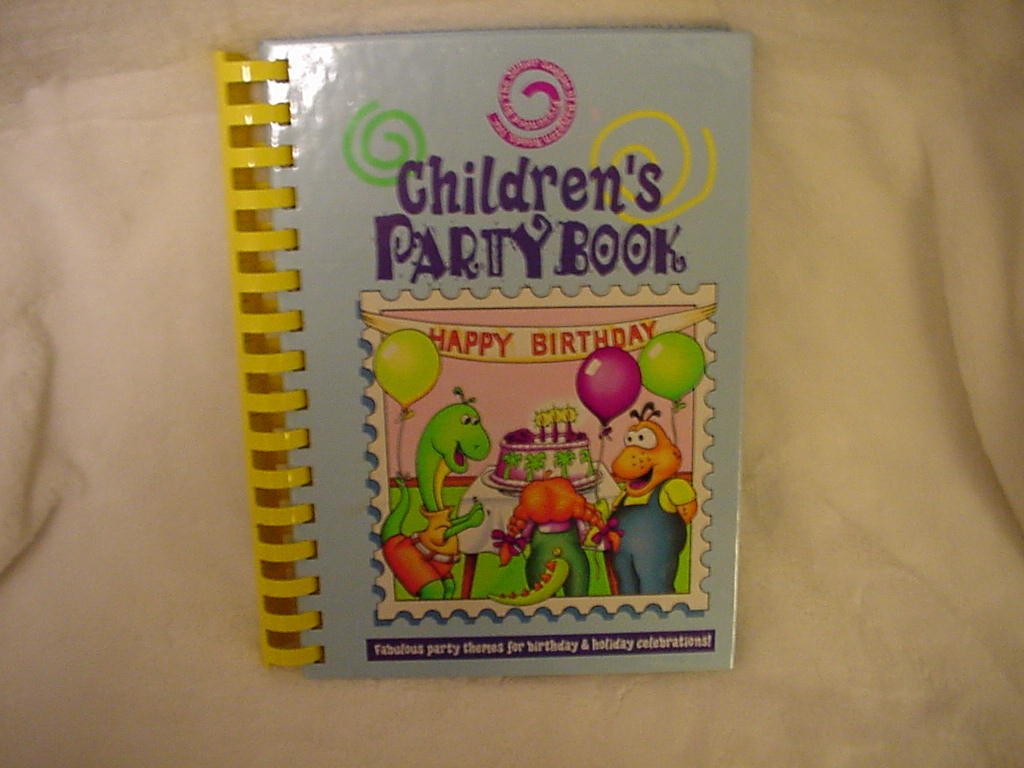 Children's
PARTY BOOK
HAPPY BIRTHDAY
Fabulous party themes for birthday & holiday celebrations!